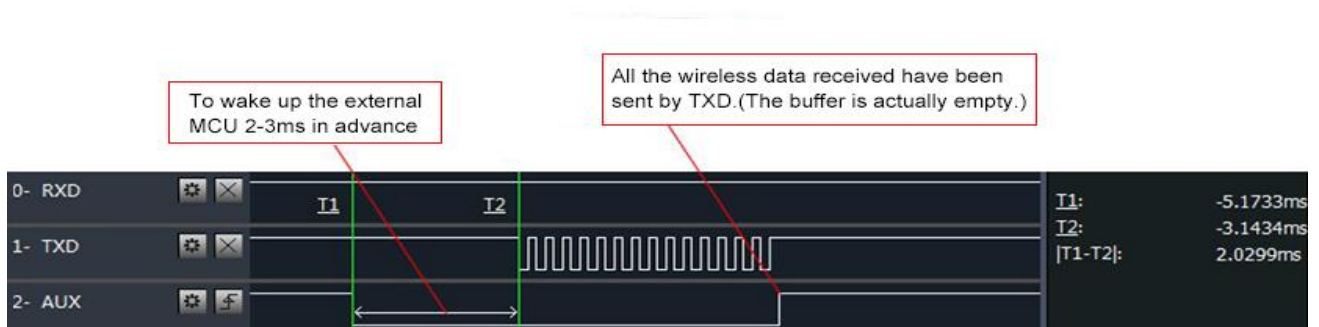 To wake up the external
MCU 2-3ms in advance
All the wireless data received have been
sent by TXD.(The buffer is actually empty.)
0- RXD
T1
T2
T1: -5.1733ms
T2: -3.1434ms
1- TXD
|T1-T2|: 2.0299ms
2- AUX